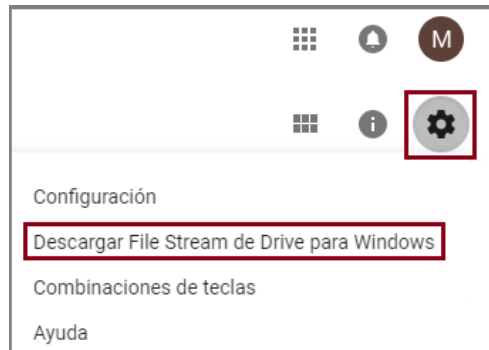 M
Configuración
Descargar File Stream de Drive para Windows
Combinaciones de teclas
Ayuda